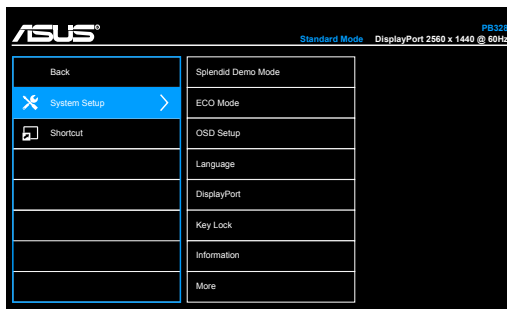 ASUS
PB328
Standard Mode DisplayPort 2560 x 1440 @ 60Hz
Back
System Setup
Shortcut
Splendid Demo Mode
ECO Mode
OSD Setup
Language
DisplayPort
Key Lock
Information
More